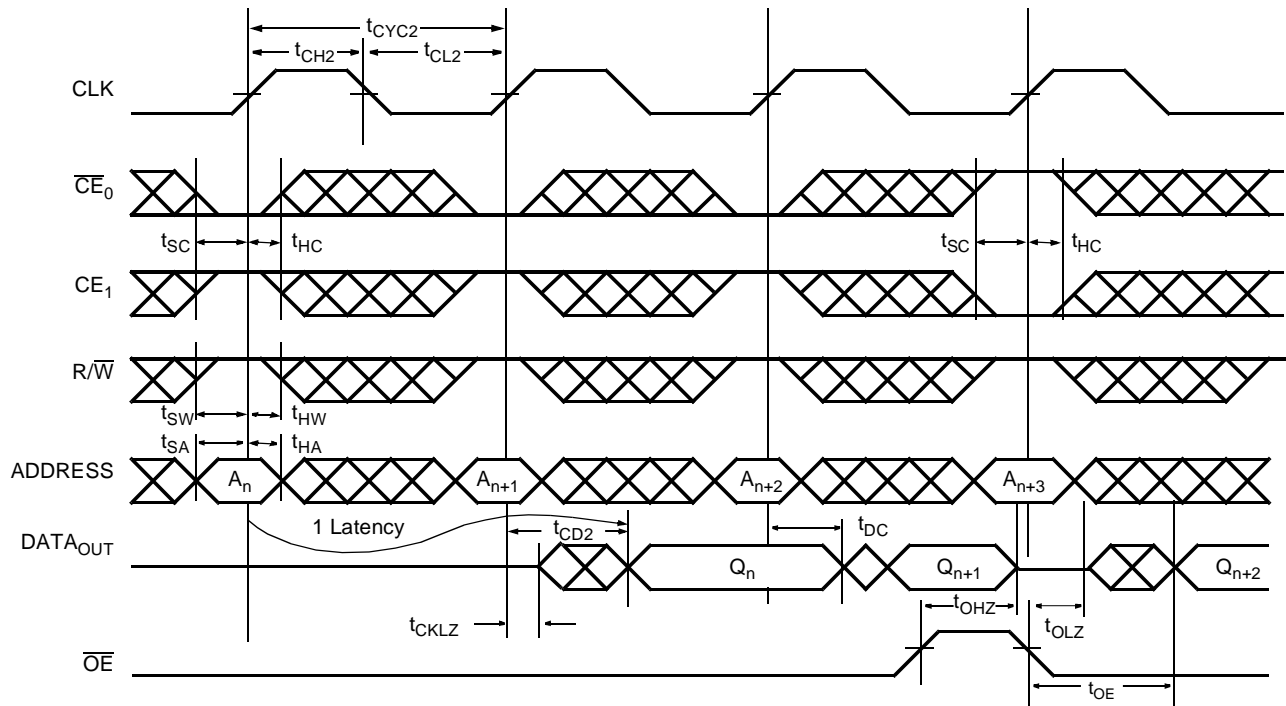 tCYC2
tCH2
tCL2
CLK
CE0
tSC
tHC
tSC
tHC
CE1
R/W
tSW
tHW
tSA
tHA
ADDRESS
An
An+1
An+2
An+3
1 Latency
tCD2
tDC
DATAOUT
Qn
Qn+1
Qn+2
tOHZ
tCKLZ
tOLZ
OE
tOE